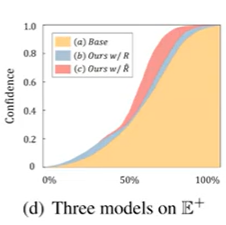 1.0
(a) Base
(b) Ours w/ R
(c) Ours w/ R̂
0.8
0.6
0.4
0.2
0
Confidence
0% 50% 100%
(d) Three models on 𝔼⁺